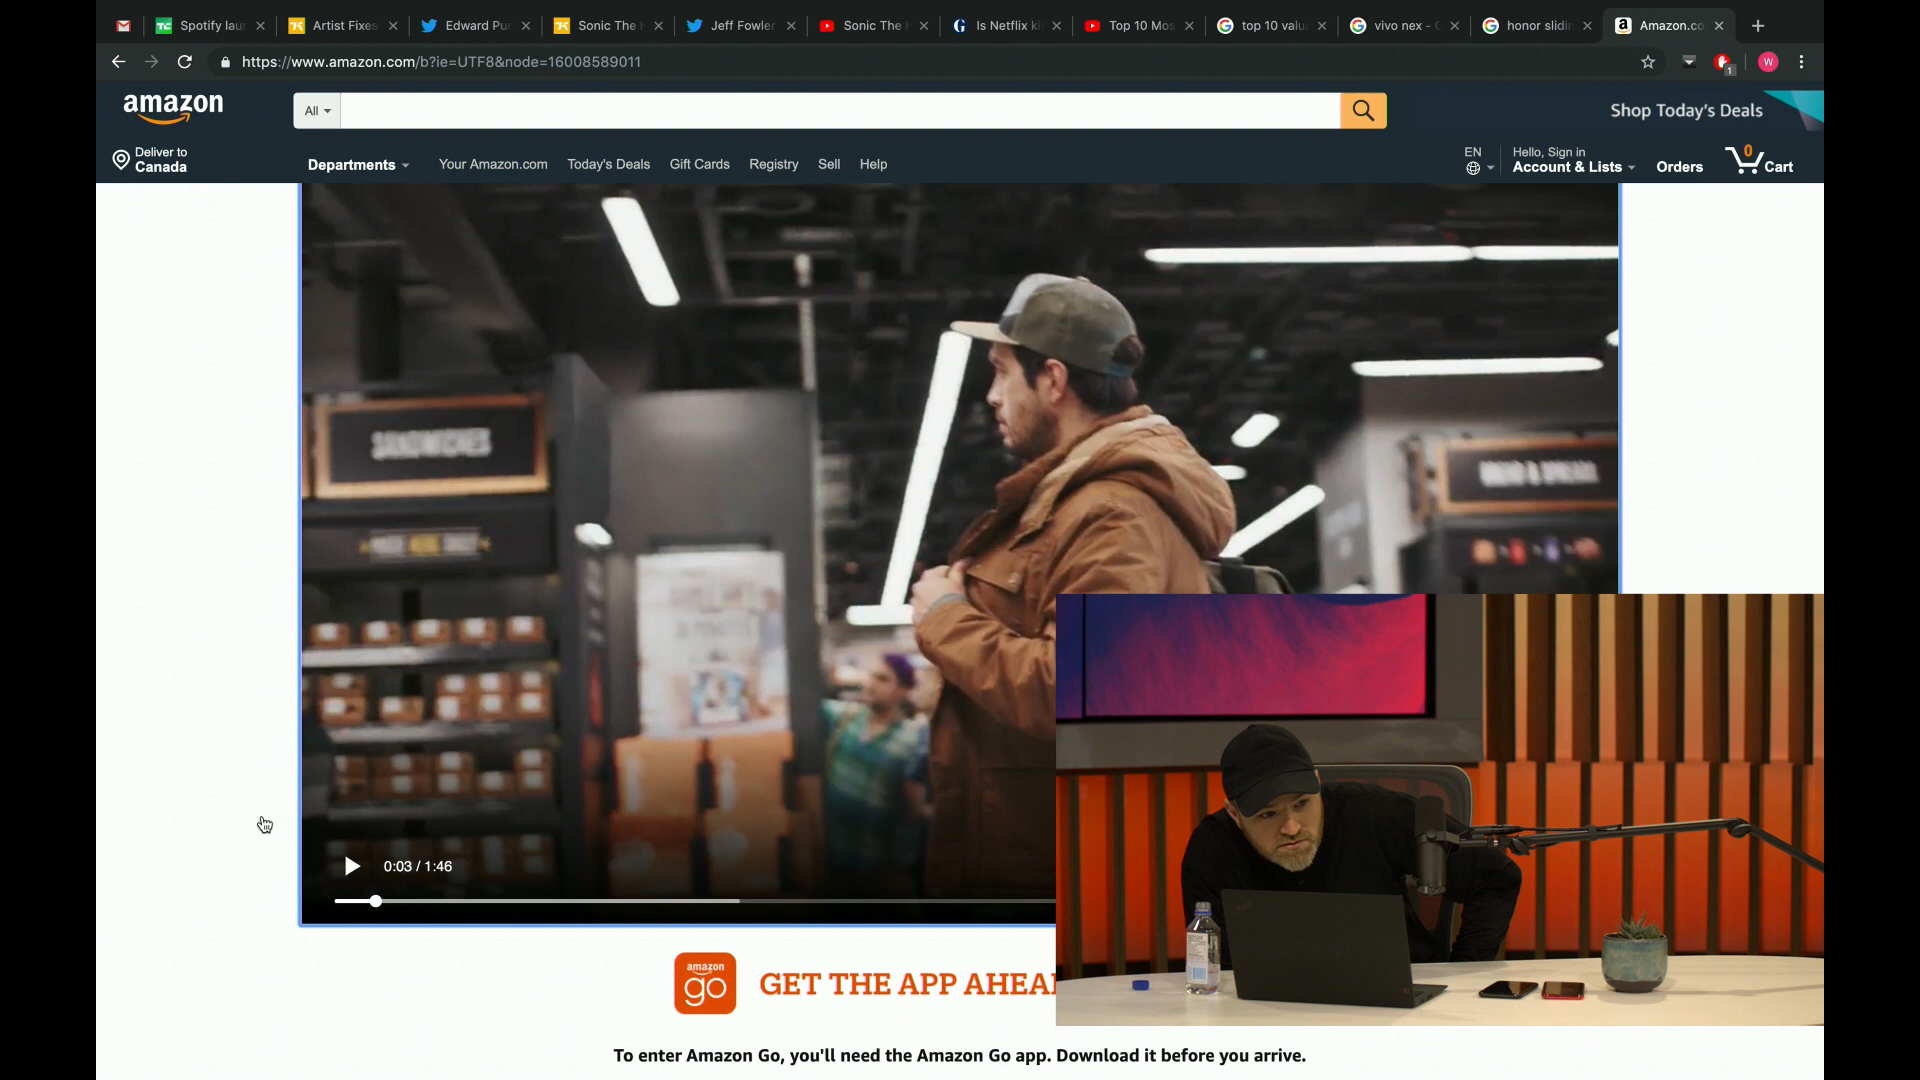 Spotify lau
Artist Fixes
Edward Pu
Sonic The
Jeff Fowler
Sonic The
Is Netflix ki
Top 10 Mos
top 10 valu
vivo nex -
honor slidin
Amazon.co
https://www.amazon.com/b?ie=UTF8&node=16008589011
1
W
amazon
All
Shop Today's Deals
Deliver to
Canada
Departments
Your Amazon.com
Today's Deals
Gift Cards
Registry
Sell
Help
EN
Hello, Sign in
Account & Lists
Orders
0
Cart
SANDWICHES
0:03 / 1:46
amazon
go
GET THE APP AHEA
To enter Amazon Go, you'll need the Amazon Go app. Download it before you arrive.